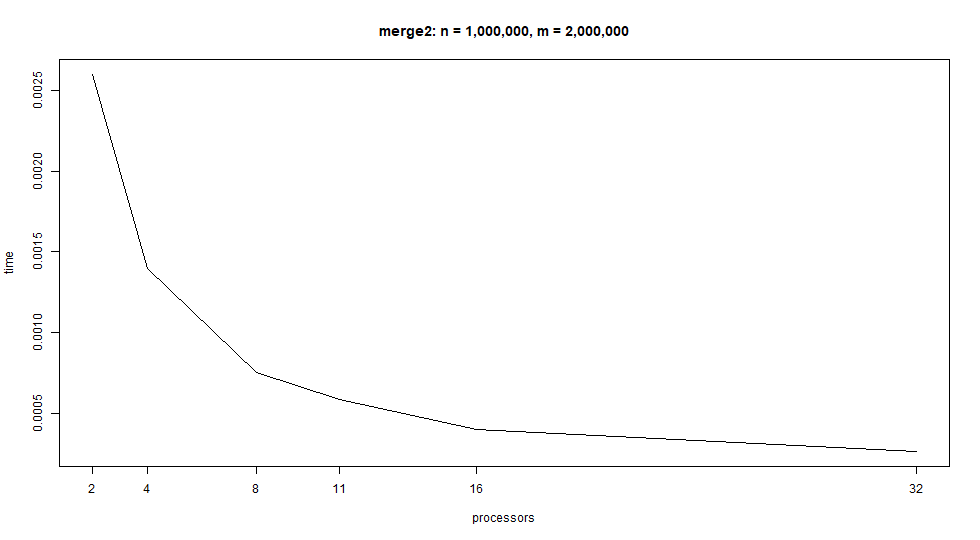 merge2: n = 1,000,000, m = 2,000,000
time
0.0025
0.0020
0.0015
0.0010
0.0005
2 4 8 11 16 32
processors